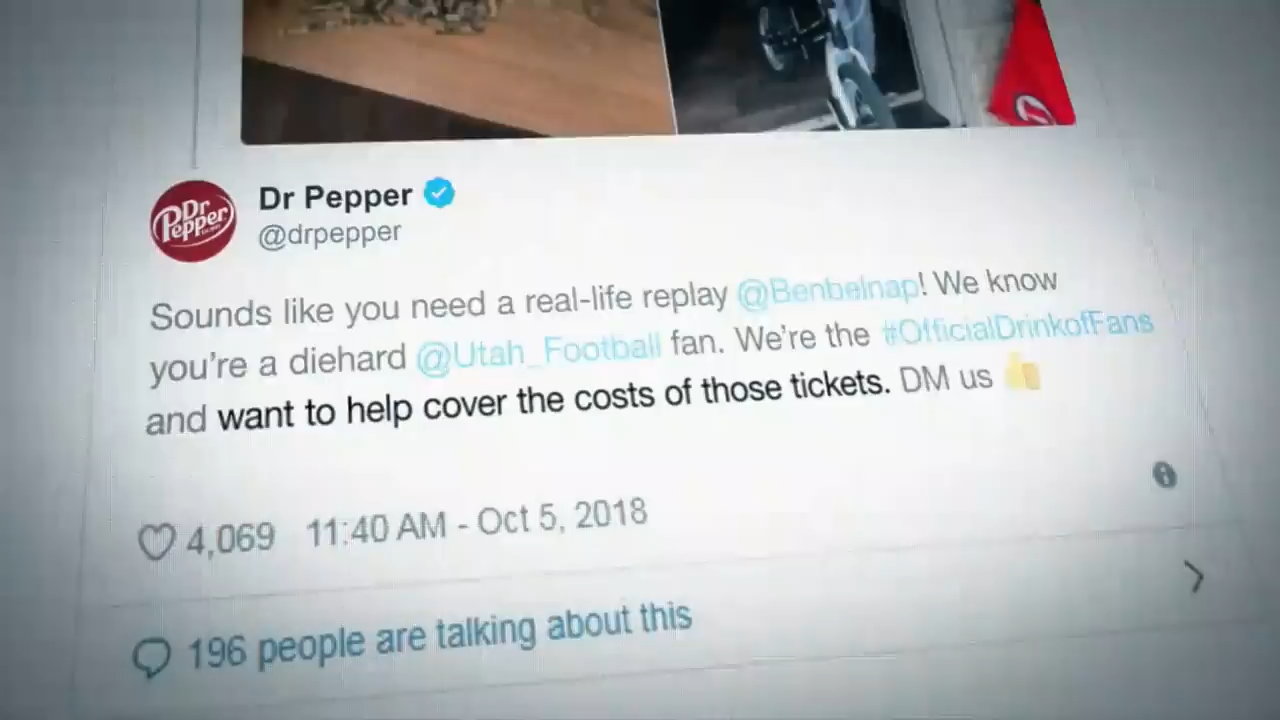 Dr Pepper
Dr Pepper
@drpepper
Sounds like you need a real-life replay @Benbelnap! We know
you're a diehard @Utah_Football fan. We're the #OfficialDrinkofFans
and want to help cover the costs of those tickets. DM us 👍
4,069 11:40 AM - Oct 5, 2018
196 people are talking about this